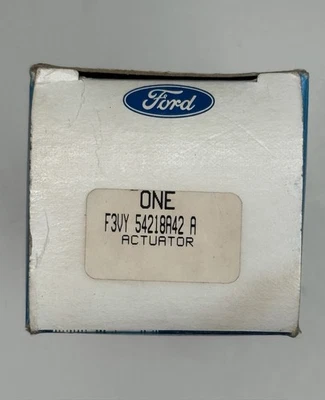 Ford
ONE
F3VY 54218A42 A
ACTUATOR